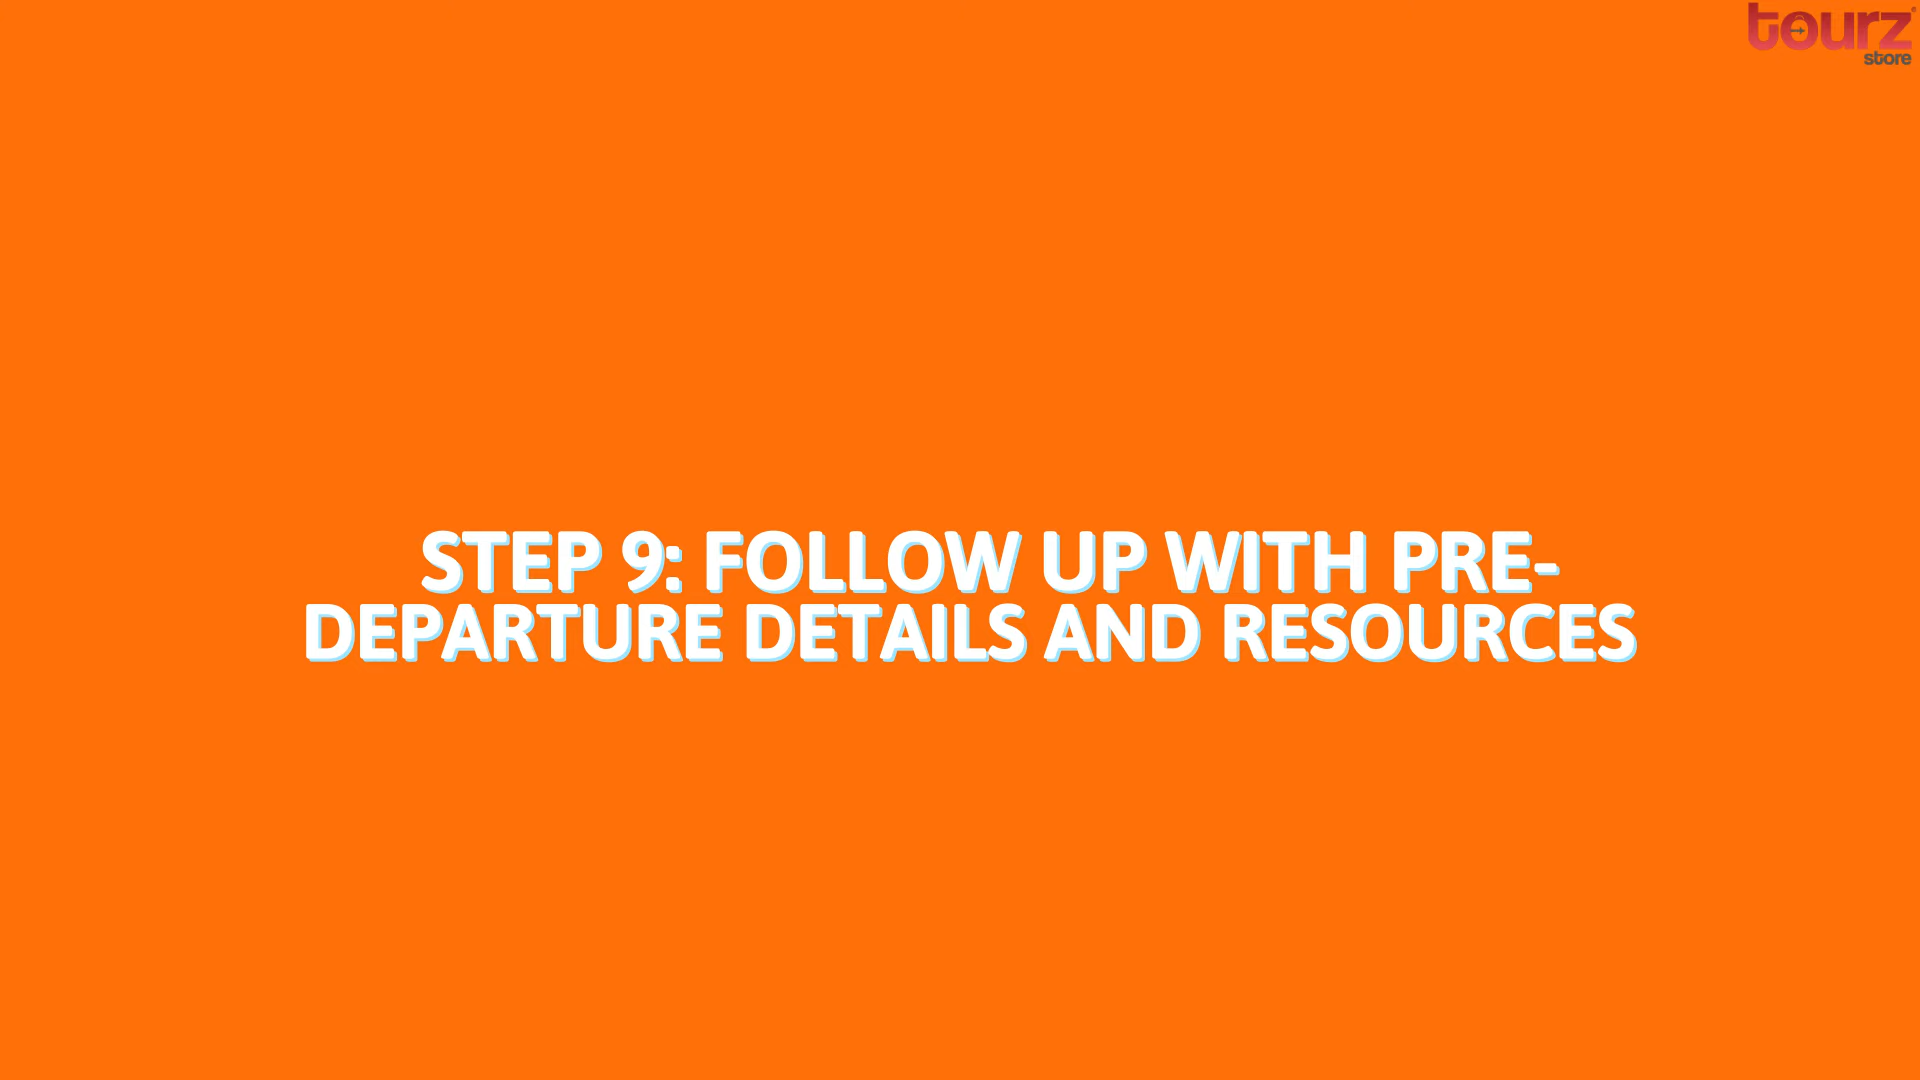 tourz®
store
STEP 9: FOLLOW UP WITH PRE-
DEPARTURE DETAILS AND RESOURCES